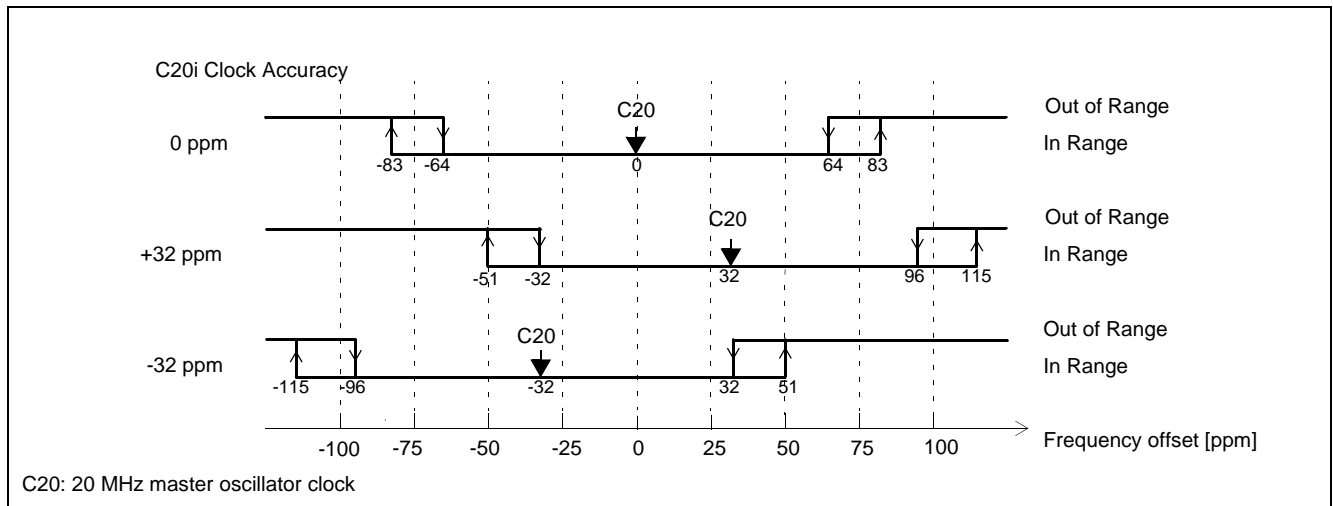 C20i Clock Accuracy
C20
Out of Range
0 ppm
In Range
-83 -64 0 64 83
C20
Out of Range
+32 ppm
In Range
-51 -32 32 96 115
C20
Out of Range
-32 ppm
In Range
-115 -96 -32 32 51
-100 -75 -50 -25 0 25 50 75 100
Frequency offset [ppm]
C20: 20 MHz master oscillator clock